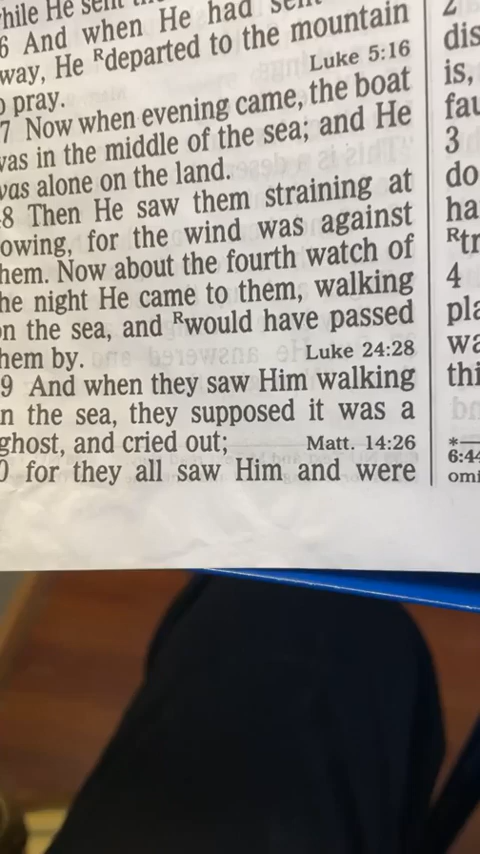 while He sent
6 And when He had sent
way, He Rdeparted to the mountain
o pray. Luke 5:16
7 Now when evening came, the boat
was in the middle of the sea; and He
was alone on the land.
8 Then He saw them straining at
owing, for the wind was against
hem. Now about the fourth watch of
he night He came to them, walking
on the sea, and Rwould have passed
hem by. Luke 24:28
9 And when they saw Him walking
n the sea, they supposed it was a
ghost, and cried out; Matt. 14:26
0 for they all saw Him and were
2
dis
is,
fau
3
do
ha
Rtr
4
pla
wa
thi
*
6:44
omi